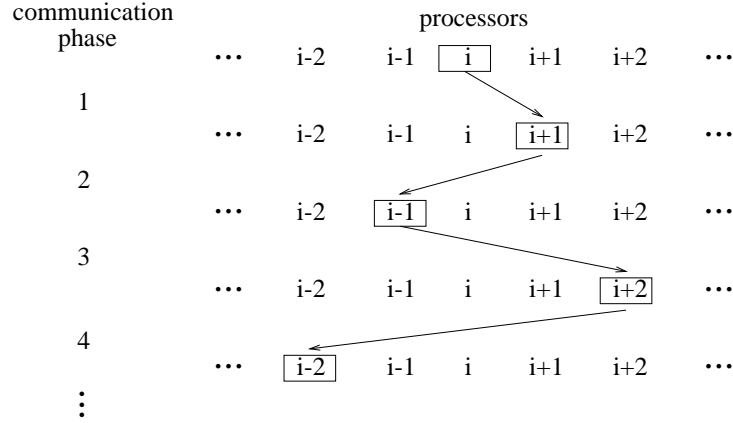 communication
phase
processors
··· i-2 i-1 i i+1 i+2 ···
1
··· i-2 i-1 i i+1 i+2 ···
2
··· i-2 i-1 i i+1 i+2 ···
3
··· i-2 i-1 i i+1 i+2 ···
4
··· i-2 i-1 i i+1 i+2 ···
⋮